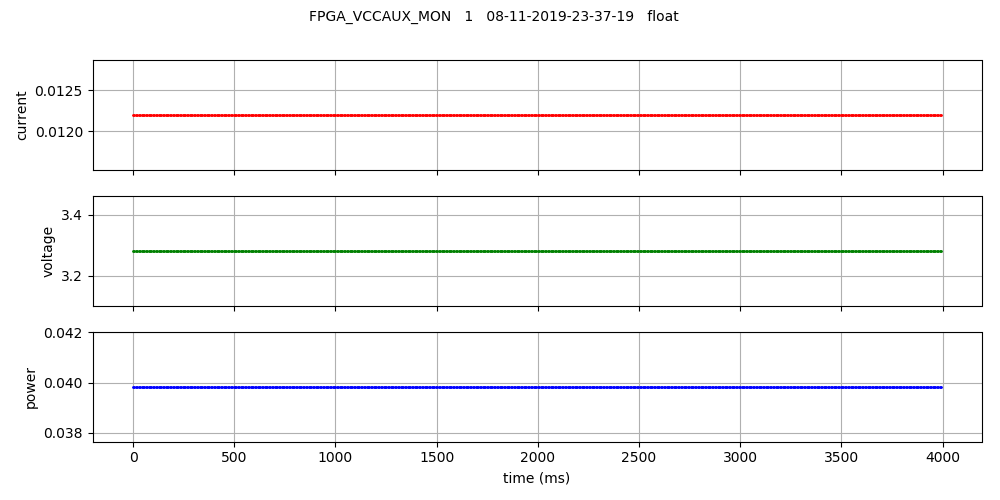 FPGA_VCCAUX_MON 1 08-11-2019-23-37-19 float
current
0.0125
0.0120
voltage
3.4
3.2
power
0.042
0.040
0.038
0 500 1000 1500 2000 2500 3000 3500 4000
time (ms)